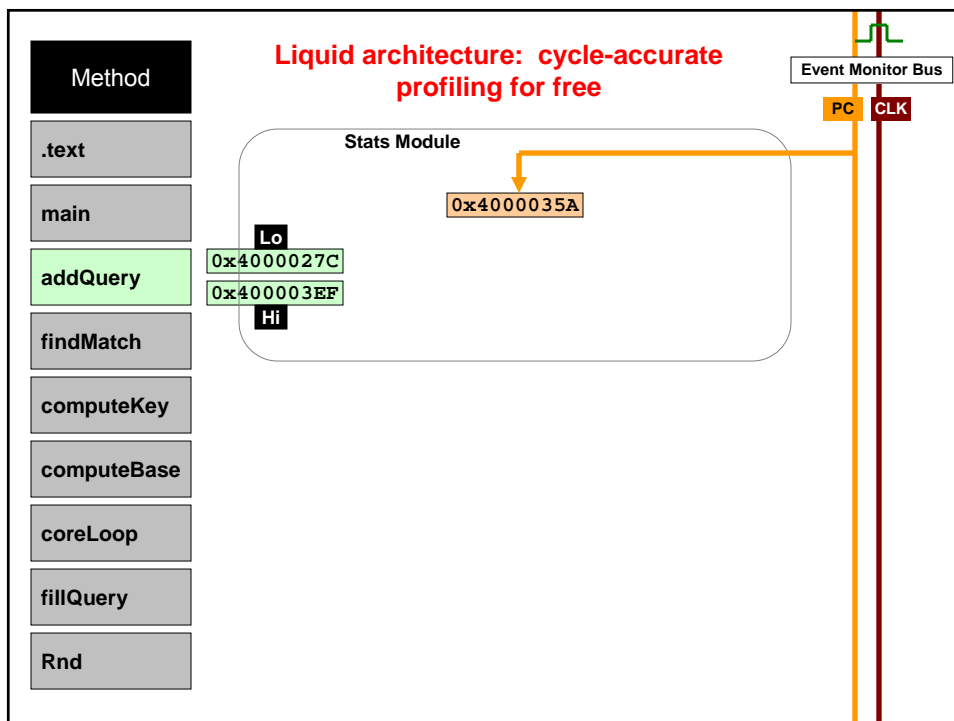 Liquid architecture: cycle-accurate
profiling for free
Event Monitor Bus
PC CLK
Method
.text
main
addQuery
findMatch
computeKey
computeBase
coreLoop
fillQuery
Rnd
Stats Module
0x4000035A
Lo
0x4000027C
0x400003EF
Hi